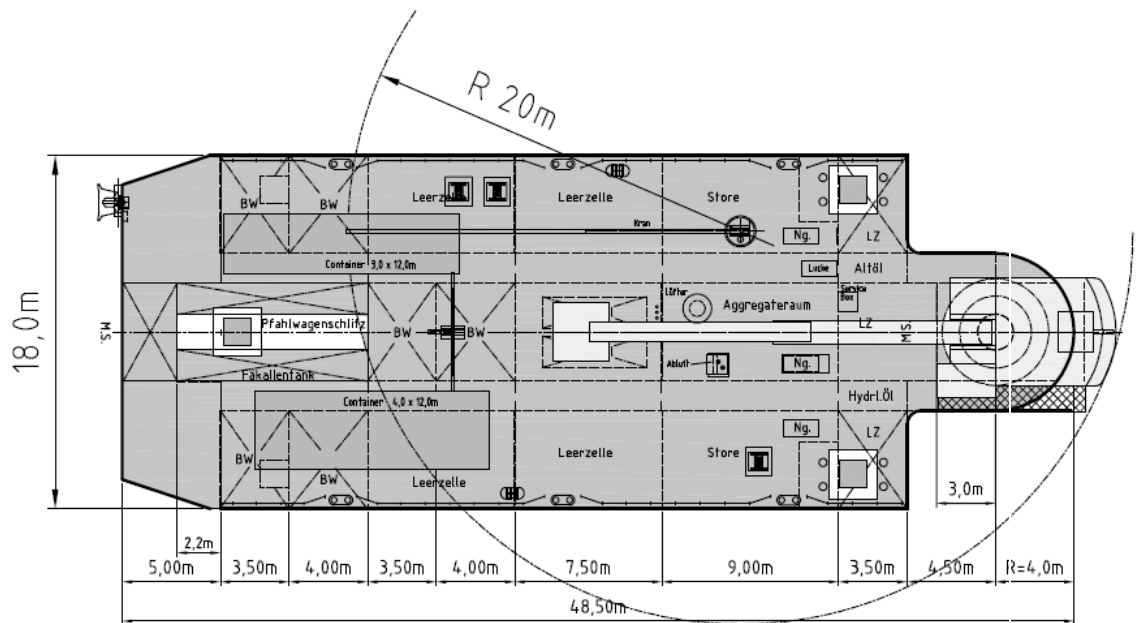 R 20m
BW
BW
Leerzelle
Leerzelle
Store
Kran
Ng.
LZ
Container 3,0 x 12,0m
Lucke
Altöl
Service
Box
Lüfter
Aggregateraum
M.S.
Pfahlwagenschlitz
BW
BW
LZ
M.S.
18,0m
Fäkalientank
Abluft
Ng.
Container 4,0 x 12,0m
Hydrl.Öl
Ng.
LZ
BW
BW
Leerzelle
Leerzelle
Store
3,0m
2,2m
5,00m
3,50m
4,00m
3,50m
4,00m
7,50m
9,00m
3,50m
4,50m
R=4,0m
48,50m